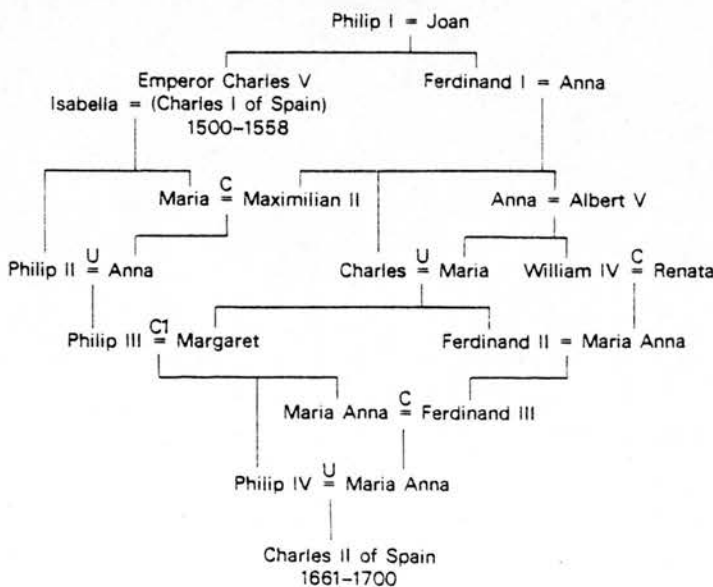 Philip I = Joan
Emperor Charles V
Ferdinand I = Anna
Isabella = (Charles I of Spain)
1500-1558
C
Maria = Maximilian II
Anna = Albert V
U
Philip II = Anna
U
Charles = Maria
C
William IV = Renata
C1
Philip III = Margaret
Ferdinand II = Maria Anna
C
Maria Anna = Ferdinand III
U
Philip IV = Maria Anna
Charles II of Spain
1661-1700